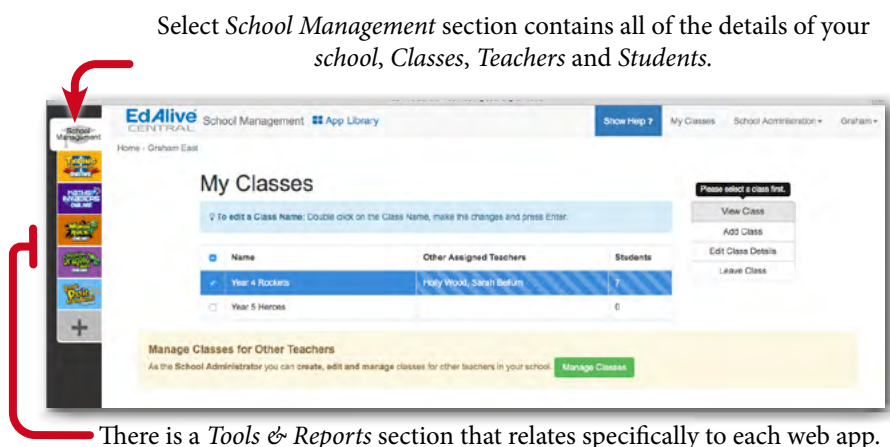 Select School Management section contains all of the details of your
school, Classes, Teachers and Students.
School
Management
EdAlive
CENTRAL
School Management
App Library
Show Help ?
My Classes
School Administration
Graham
Home - Graham East
My Classes
Please select a class first.
To edit a Class Name: Double click on the Class Name, make the changes and press Enter.
View Class
Add Class
Edit Class Details
Leave Class
Name Other Assigned Teachers Students
Year 4 Rockets Holly Wood, Sarah Bellum 7
Year 5 Heroes 0
Manage Classes for Other Teachers
As the School Administrator you can create, edit and manage classes for other teachers in your school.
Manage Classes
There is a Tools & Reports section that relates specifically to each web app.